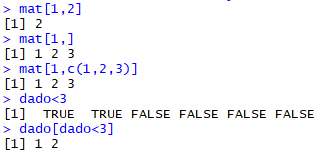 > mat[1,2]
[1] 2
> mat[1,]
[1] 1 2 3
> mat[1,c(1,2,3)]
[1] 1 2 3
> dado<3
[1]  TRUE  TRUE FALSE FALSE FALSE FALSE
> dado[dado<3]
[1] 1 2